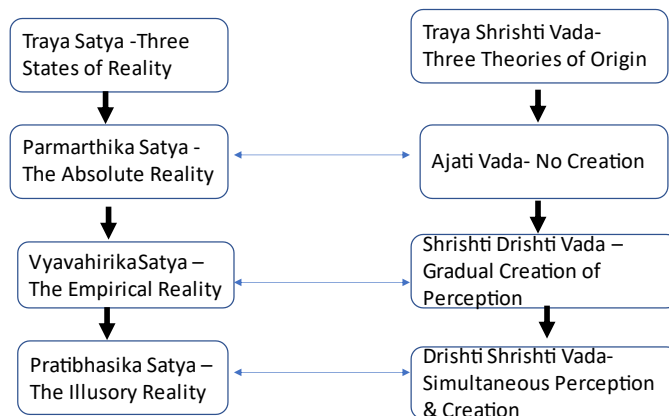 Traya Satya -Three
States of Reality
Traya Shrishti Vada-
Three Theories of Origin
Parmarthika Satya -
The Absolute Reality
Ajati Vada- No Creation
VyavahirikaSatya –
The Empirical Reality
Shrishti Drishti Vada –
Gradual Creation of
Perception
Pratibhasika Satya –
The Illusory Reality
Drishti Shrishti Vada-
Simultaneous Perception
& Creation